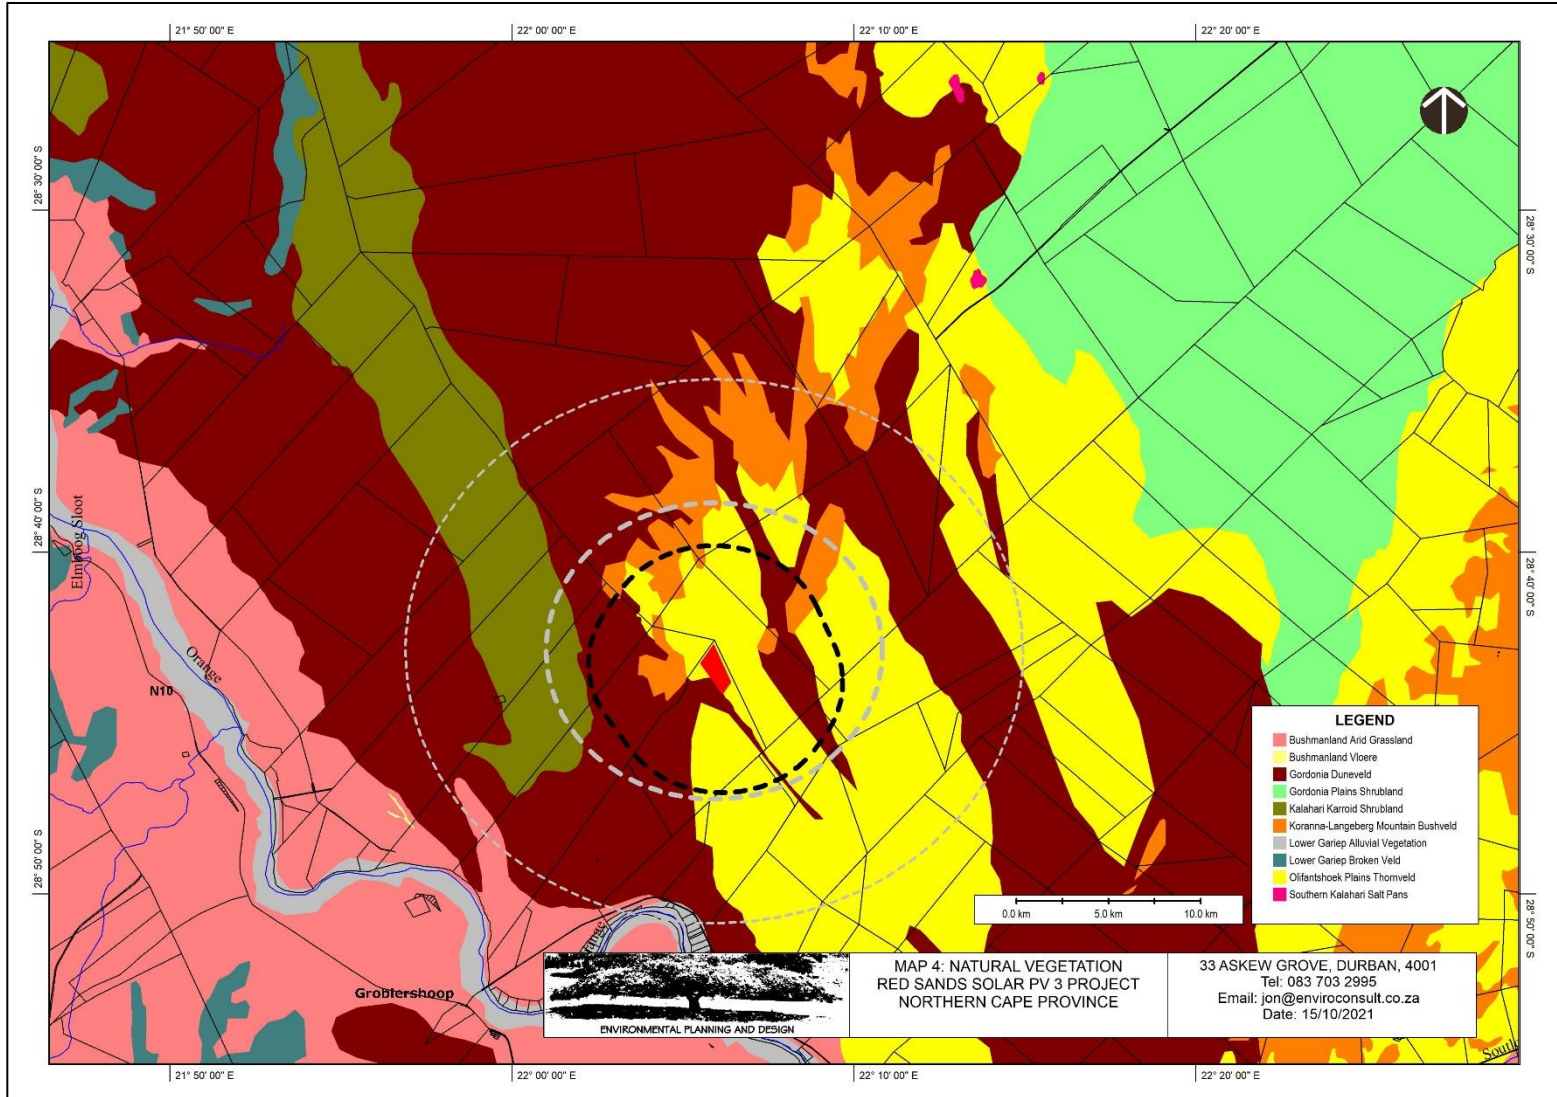 21° 50' 00" E
22° 00' 00" E
22° 10' 00" E
22° 20' 00" E
28° 30' 00" S
28° 30' 00" S
28° 40' 00" S
28° 40' 00" S
Elmboog Sloot
Orange
N10
LEGEND
Bushmanland Arid Grassland
Bushmanland Vloere
Gordonia Duneveld
Gordonia Plains Shrubland
Kalahari Karroid Shrubland
Koranna-Langeberg Mountain Bushveld
Lower Gariep Alluvial Vegetation
Lower Gariep Broken Veld
Olifantshoek Plains Thornveld
Southern Kalahari Salt Pans
28° 50' 00" S
28° 50' 00" S
0.0 km
5.0 km
10.0 km
Groblershoop
ENVIRONMENTAL PLANNING AND DESIGN
MAP 4: NATURAL VEGETATION
RED SANDS SOLAR PV 3 PROJECT
NORTHERN CAPE PROVINCE
33 ASKEW GROVE, DURBAN, 4001
Tel: 083 703 2995
Email: jon@enviroconsult.co.za
Date: 15/10/2021
21° 50' 00" E
22° 00' 00" E
22° 10' 00" E
22° 20' 00" E